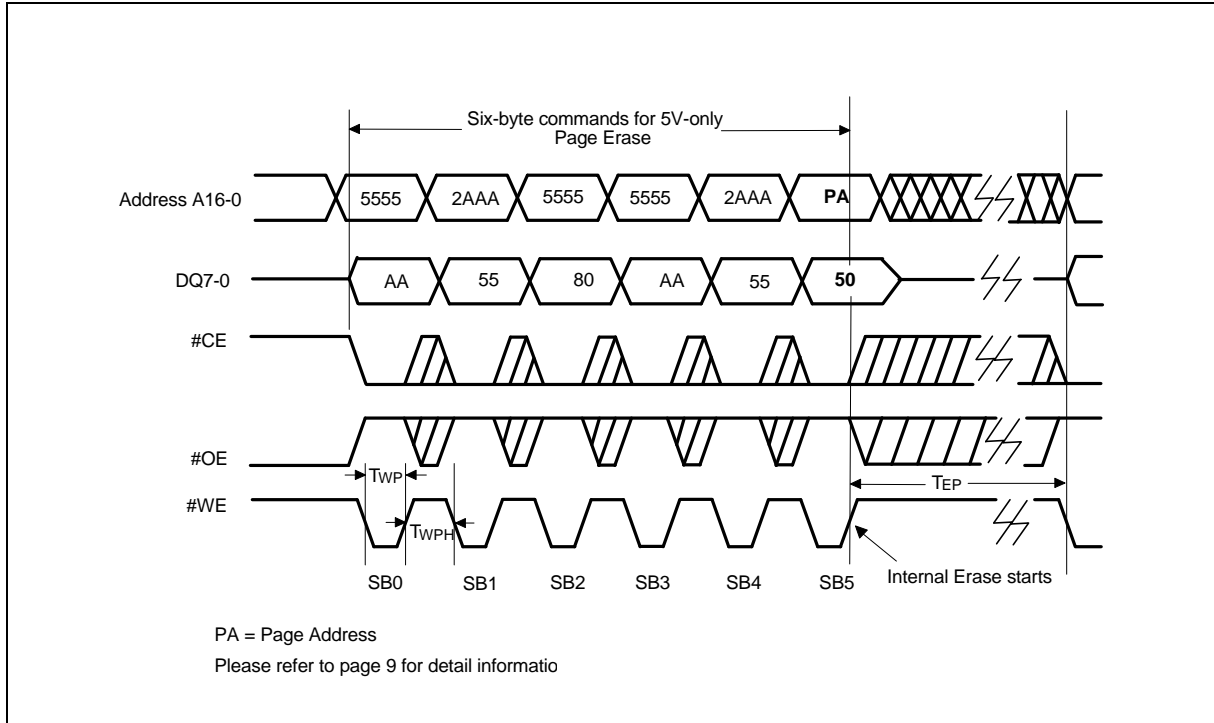 Six-byte commands for 5V-only
Page Erase
Address A16-0
5555
2AAA
5555
5555
2AAA
PA
DQ7-0
AA
55
80
AA
55
50
#CE
#OE
TWP
TEP
#WE
TWPH
SB0
SB1
SB2
SB3
SB4
SB5
Internal Erase starts
PA = Page Address
Please refer to page 9 for detail informatio